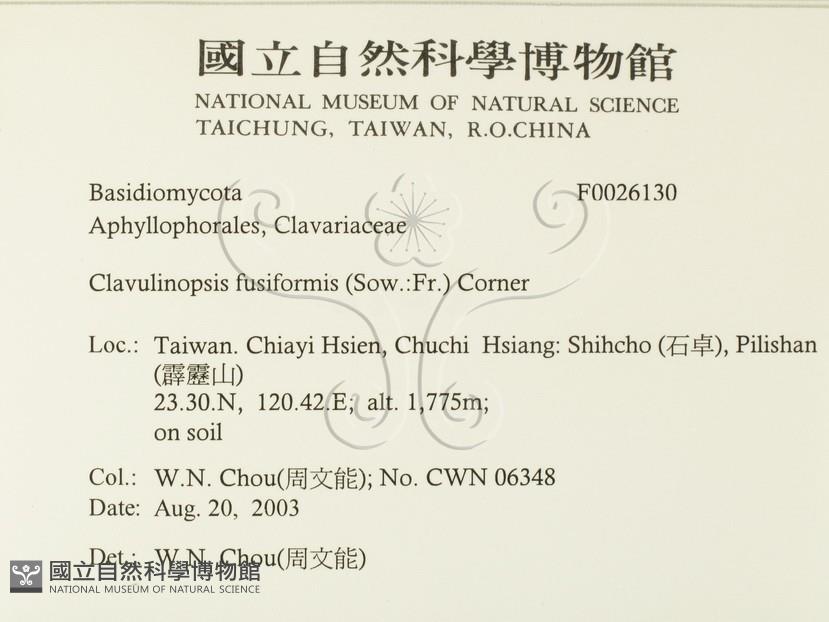 國立自然科學博物館
NATIONAL MUSEUM OF NATURAL SCIENCE
TAICHUNG, TAIWAN, R.O.CHINA
Basidiomycota F0026130
Aphyllophorales, Clavariaceae
Clavulinopsis fusiformis (Sow.:Fr.) Corner
Loc.: Taiwan. Chiayi Hsien, Chuchi Hsiang: Shihcho (石卓), Pilishan
(霹靂山)
23.30.N, 120.42.E; alt. 1,775m;
on soil
Col.: W.N. Chou(周文能); No. CWN 06348
Date: Aug. 20, 2003
Det.: W.N. Chou(周文能)
國立自然科學博物館
NATIONAL MUSEUM OF NATURAL SCIENCE